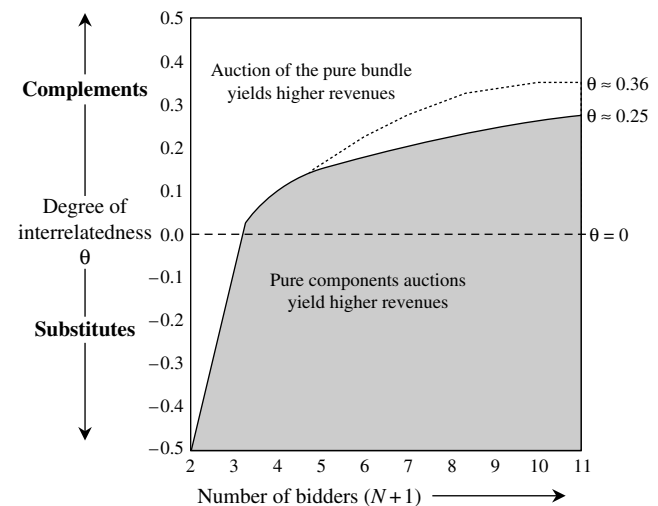 0.5
0.4
0.3
0.2
0.1
0.0
–0.1
–0.2
–0.3
–0.4
–0.5
Complements
Degree of
interrelatedness
θ
Substitutes
Auction of the pure bundle
yields higher revenues
Pure components auctions
yield higher revenues
θ ≈ 0.36
θ ≈ 0.25
θ = 0
2 3 4 5 6 7 8 9 10 11
Number of bidders (N+1)